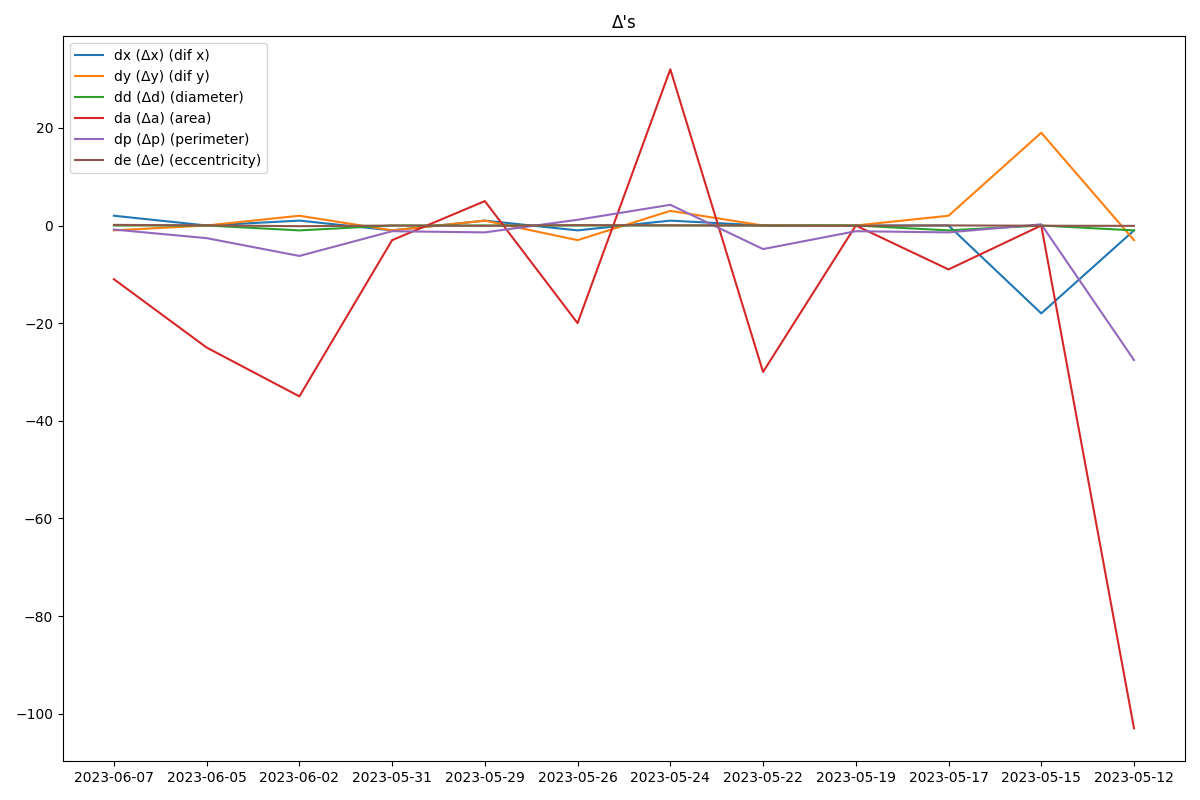 Δ's
dx (Δx) (dif x)
dy (Δy) (dif y)
dd (Δd) (diameter)
da (Δa) (area)
dp (Δp) (perimeter)
de (Δe) (eccentricity)
20
0
−20
−40
−60
−80
−100
2023-06-07 2023-06-05 2023-06-02 2023-05-31 2023-05-29 2023-05-26 2023-05-24 2023-05-22 2023-05-19 2023-05-17 2023-05-15 2023-05-12